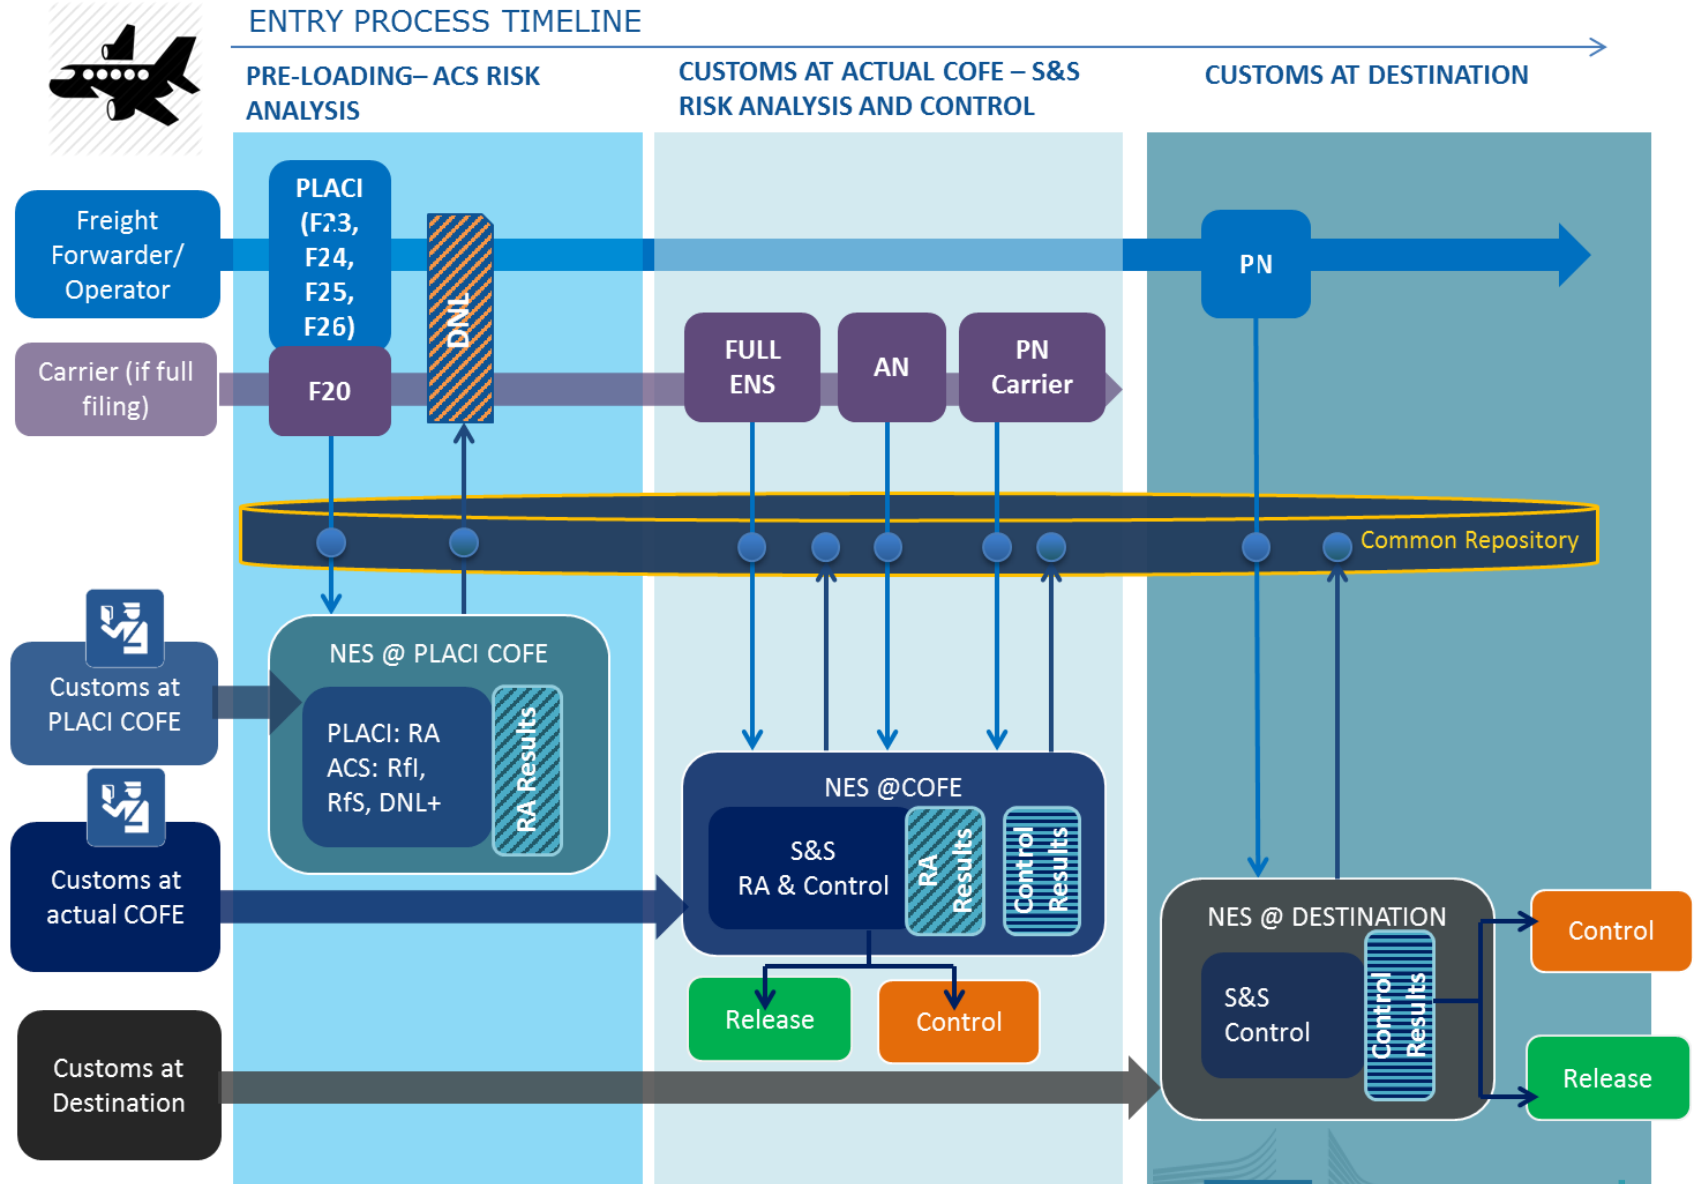 ENTRY PROCESS TIMELINE
PRE-LOADING– ACS RISK
ANALYSIS
CUSTOMS AT ACTUAL COFE – S&S
RISK ANALYSIS AND CONTROL
CUSTOMS AT DESTINATION
Freight
Forwarder/
Operator
PLACI
(F23,
F24,
F25,
F26)
DNL
PN
Carrier (if full
filing)
F20
FULL
ENS
AN
PN
Carrier
Common Repository
Customs at
PLACI COFE
NES @ PLACI COFE
PLACI: RA
ACS: RfI,
RfS, DNL+
RA Results
Customs at
actual COFE
NES @COFE
S&S
RA & Control
RA
Results
Control
Results
Release
Control
Customs at
Destination
NES @ DESTINATION
S&S
Control
Control
Results
Control
Release